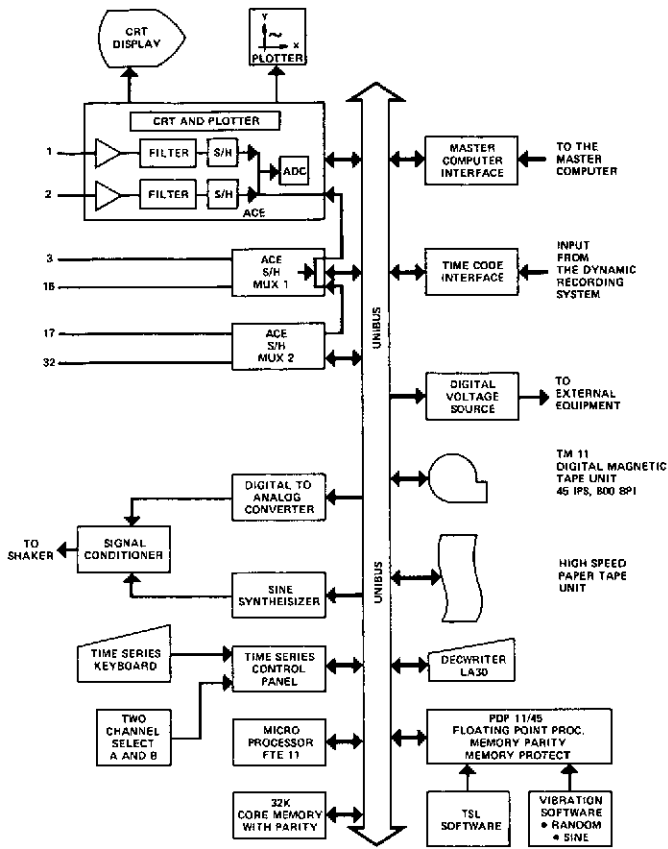 CRT
DISPLAY
Y
X
PLOTTER
CRT AND PLOTTER
1
FILTER
S/H
ADC
2
FILTER
S/H
ACE
MASTER
COMPUTER
INTERFACE
TO THE
MASTER
COMPUTER
3
16
ACE
S/H
MUX 1
TIME CODE
INTERFACE
INPUT
FROM
THE DYNAMIC
RECORDING
SYSTEM
17
32
ACE
S/H
MUX 2
UNIBUS
DIGITAL
VOLTAGE
SOURCE
TO
EXTERNAL
EQUIPMENT
DIGITAL TO
ANALOG
CONVERTER
TM 11
DIGITAL MAGNETIC
TAPE UNIT
45 IPS, 800 BPI
TO
SHAKER
SIGNAL
CONDITIONER
SINE
SYNTHEISIZER
UNIBUS
HIGH SPEED
PAPER TAPE
UNIT
TIME SERIES
KEYBOARD
TIME SERIES
CONTROL
PANEL
DECWRITER
LA30
TWO
CHANNEL
SELECT
A AND B
MICRO
PROCESSOR
FTE 11
PDP 11/45
FLOATING POINT PROC.
MEMORY PARITY
MEMORY PROTECT
32K
CORE MEMORY
WITH PARITY
TSL
SOFTWARE
VIBRATION
SOFTWARE
• RANDOM
• SINE